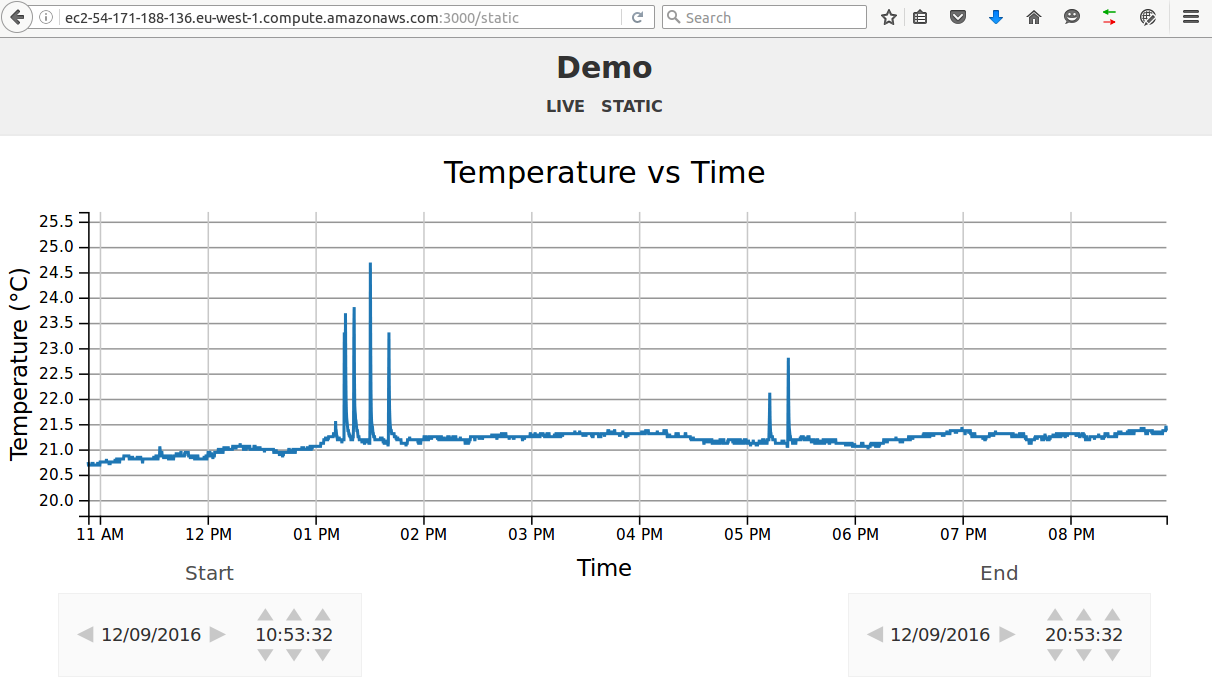 ec2-54-171-188-136.eu-west-1.compute.amazonaws.com:3000/static
Search
Demo
LIVE STATIC
Temperature vs Time
Temperature (°C)
25.5
25.0
24.5
24.0
23.5
23.0
22.5
22.0
21.5
21.0
20.5
20.0
11 AM 12 PM 01 PM 02 PM 03 PM 04 PM 05 PM 06 PM 07 PM 08 PM
Time
Start End
12/09/2016 10:53:32 12/09/2016 20:53:32